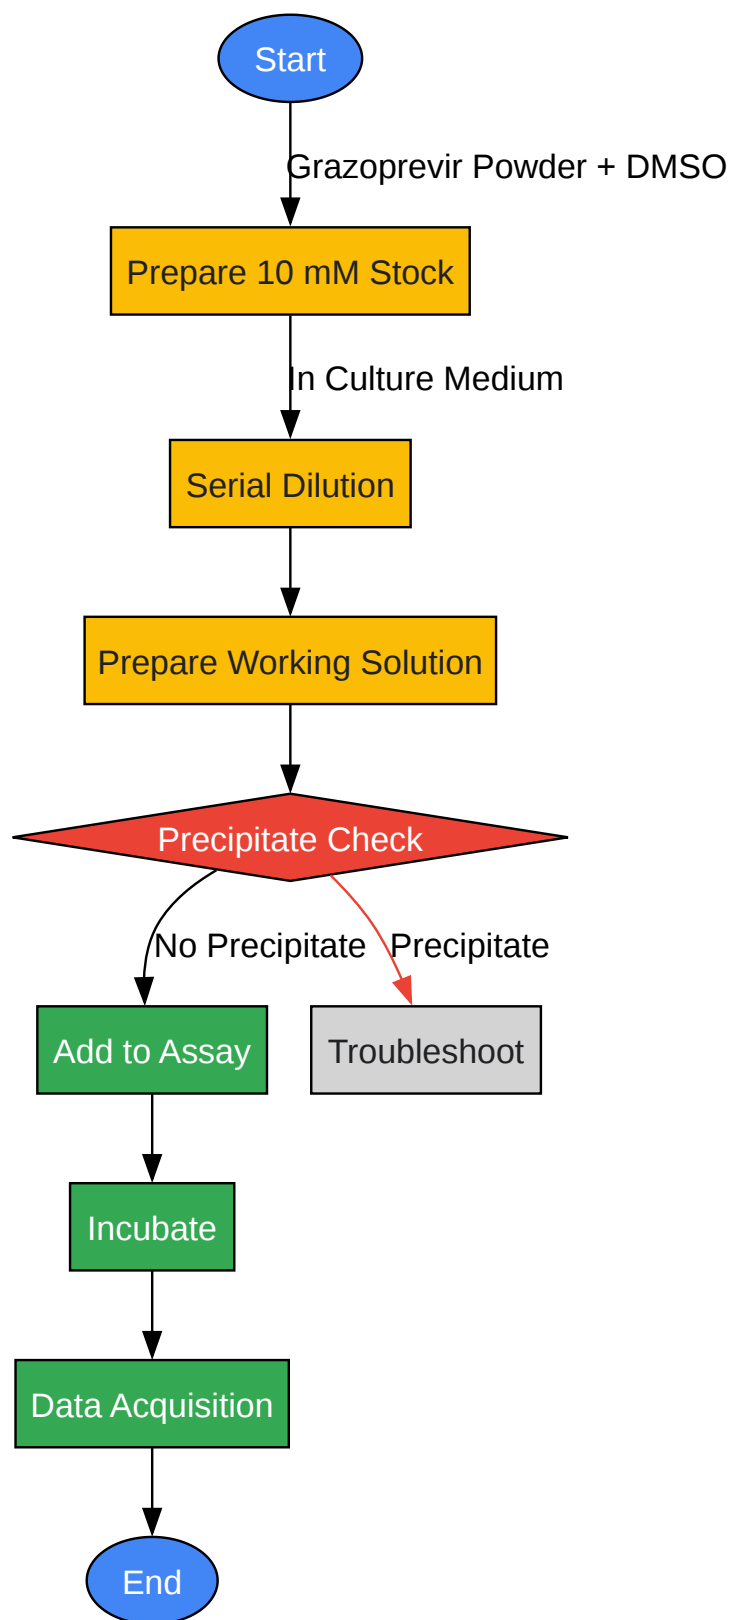 Start
Grazoprevir Powder + DMSO
Prepare 10 mM Stock
In Culture Medium
Serial Dilution
Prepare Working Solution
Precipitate Check
No Precipitate
Precipitate
Add to Assay
Troubleshoot
Incubate
Data Acquisition
End